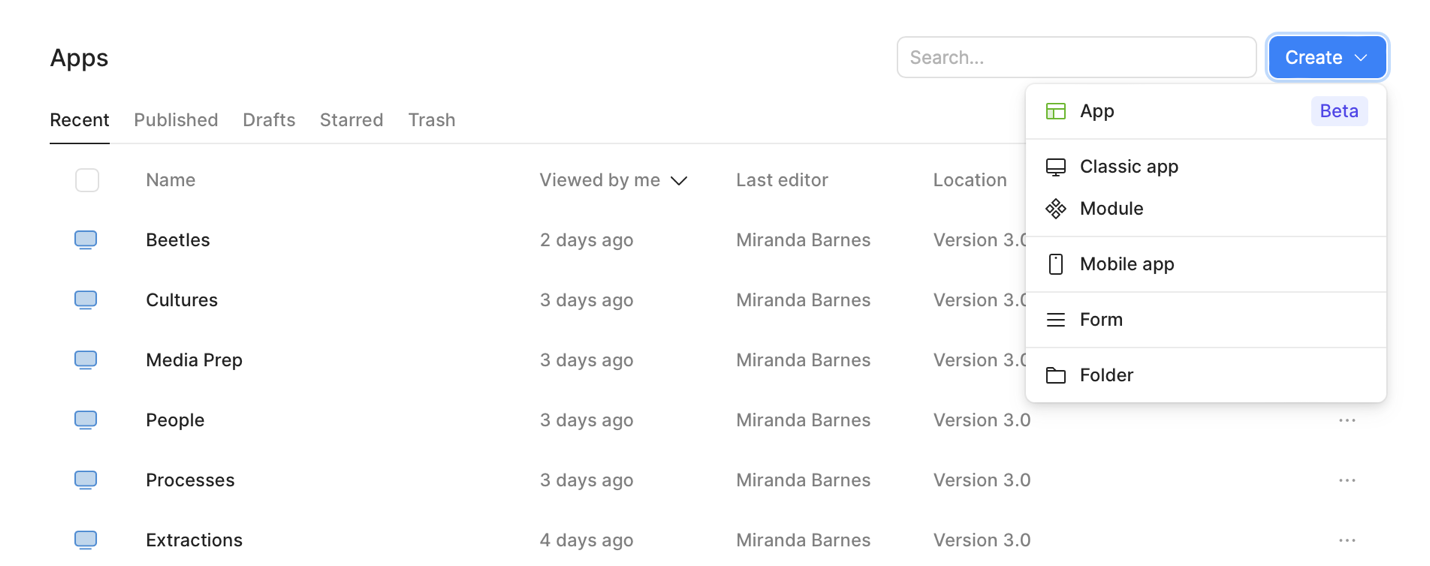 Apps
Search...
Create
Recent Published Drafts Starred Trash
App Beta
Classic app
Module
Mobile app
Form
Folder
Name Viewed by me Last editor Location
Beetles 2 days ago Miranda Barnes Version 3.0
Cultures 3 days ago Miranda Barnes Version 3.0
Media Prep 3 days ago Miranda Barnes Version 3.0
People 3 days ago Miranda Barnes Version 3.0
Processes 3 days ago Miranda Barnes Version 3.0
Extractions 4 days ago Miranda Barnes Version 3.0